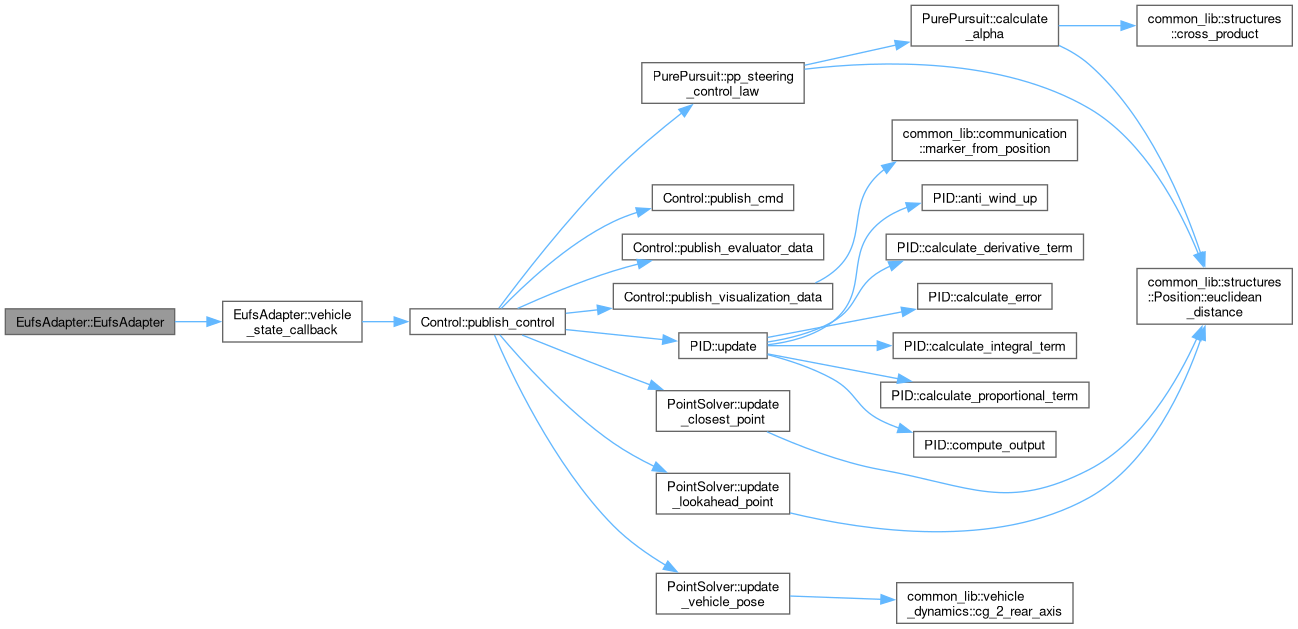 EufsAdapter::EufsAdapter
EufsAdapter::vehicle
_state_callback
Control::publish_control
PurePursuit::pp_steering
_control_law
Control::publish_cmd
Control::publish_evaluator_data
Control::publish_visualization_data
PID::update
PointSolver::update
_closest_point
PointSolver::update
_lookahead_point
PointSolver::update
_vehicle_pose
PurePursuit::calculate
_alpha
common_lib::communication
::marker_from_position
PID::anti_wind_up
PID::calculate_derivative_term
PID::calculate_error
PID::calculate_integral_term
PID::calculate_proportional_term
PID::compute_output
common_lib::vehicle
_dynamics::cg_2_rear_axis
common_lib::structures
::cross_product
common_lib::structures
::Position::euclidean
_distance